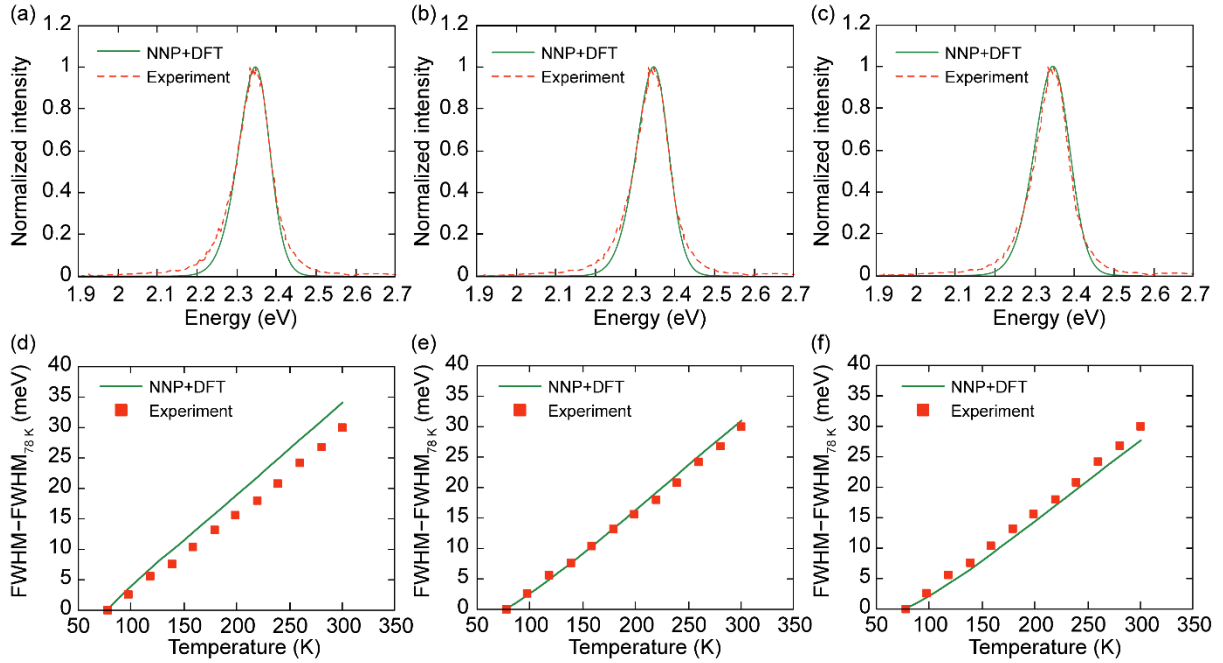 (a)
1.2
1
0.8
0.6
0.4
0.2
0
Normalized intensity
NNP+DFT
Experiment
1.9 2 2.1 2.2 2.3 2.4 2.5 2.6 2.7
Energy (eV)
(b)
1.2
1
0.8
0.6
0.4
0.2
0
Normalized intensity
NNP+DFT
Experiment
1.9 2 2.1 2.2 2.3 2.4 2.5 2.6 2.7
Energy (eV)
(c)
1.2
1
0.8
0.6
0.4
0.2
0
Normalized intensity
NNP+DFT
Experiment
1.9 2 2.1 2.2 2.3 2.4 2.5 2.6 2.7
Energy (eV)
(d)
40
35
30
25
20
15
10
5
0
FWHM−FWHM78 K (meV)
NNP+DFT
Experiment
50 100 150 200 250 300 350
Temperature (K)
(e)
40
35
30
25
20
15
10
5
0
FWHM−FWHM78 K (meV)
NNP+DFT
Experiment
50 100 150 200 250 300 350
Temperature (K)
(f)
40
35
30
25
20
15
10
5
0
FWHM−FWHM78 K (meV)
NNP+DFT
Experiment
50 100 150 200 250 300 350
Temperature (K)